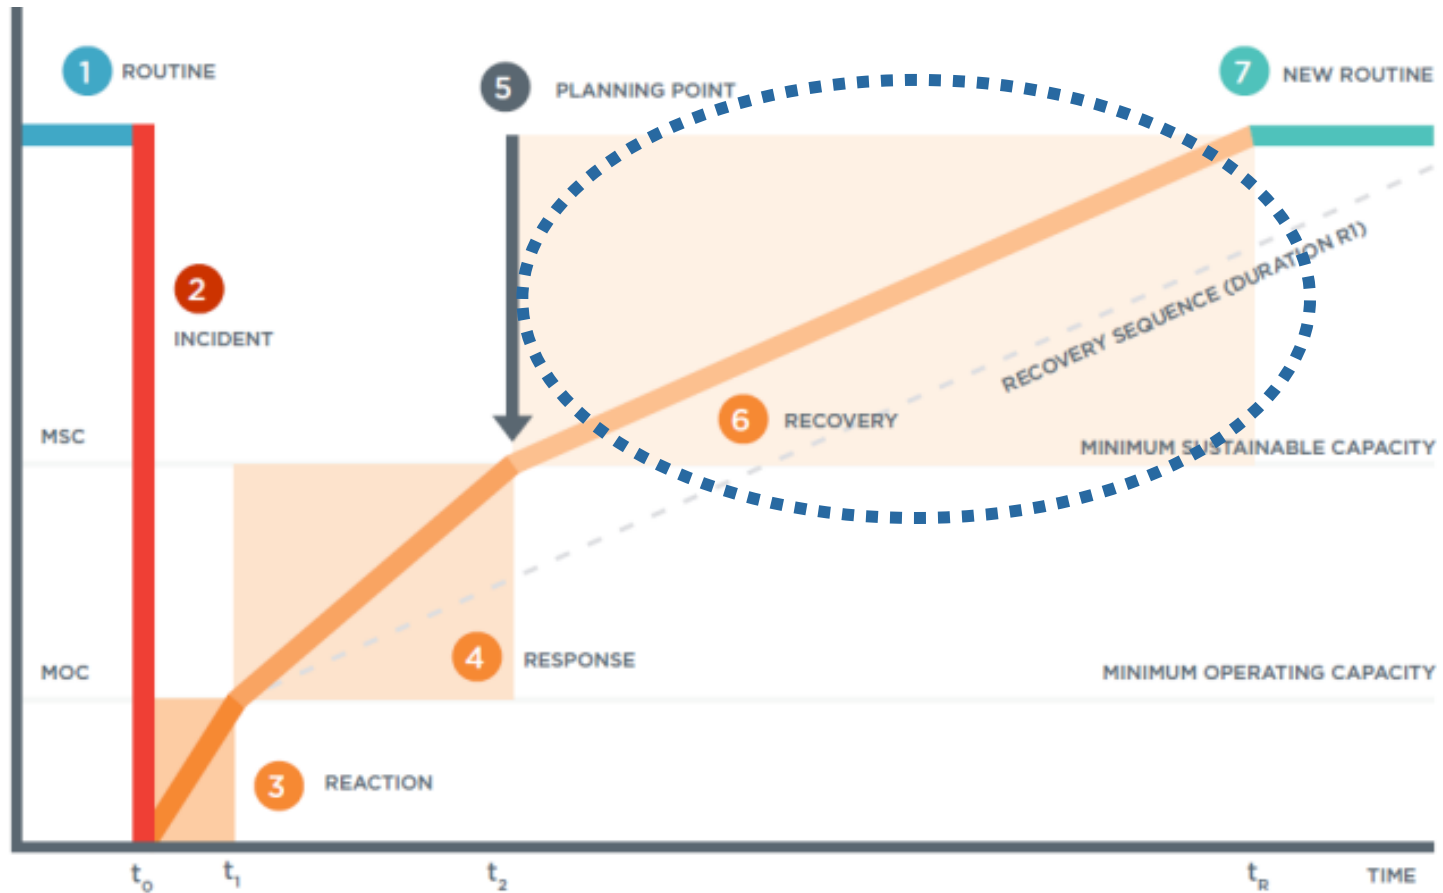 1 ROUTINE
5 PLANNING POINT
7 NEW ROUTINE
2
INCIDENT
RECOVERY SEQUENCE (DURATION R1)
6 RECOVERY
MSC
MINIMUM SUSTAINABLE CAPACITY
4 RESPONSE
MOC
MINIMUM OPERATING CAPACITY
3 REACTION
t₀ t₁ t₂ tR TIME